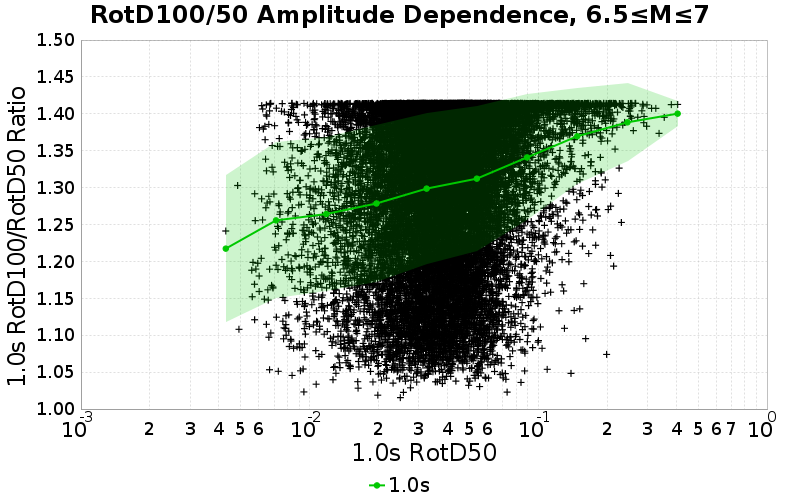 RotD100/50 Amplitude Dependence, 6.5≤M≤7
1.0s RotD100/RotD50 Ratio
1.50
1.45
1.40
1.35
1.30
1.25
1.20
1.15
1.10
1.05
1.00
10-3 2 3 4 5 6 10-2 2 3 4 5 6 10-1 2 3 4 5 6 7 100
1.0s RotD50
1.0s